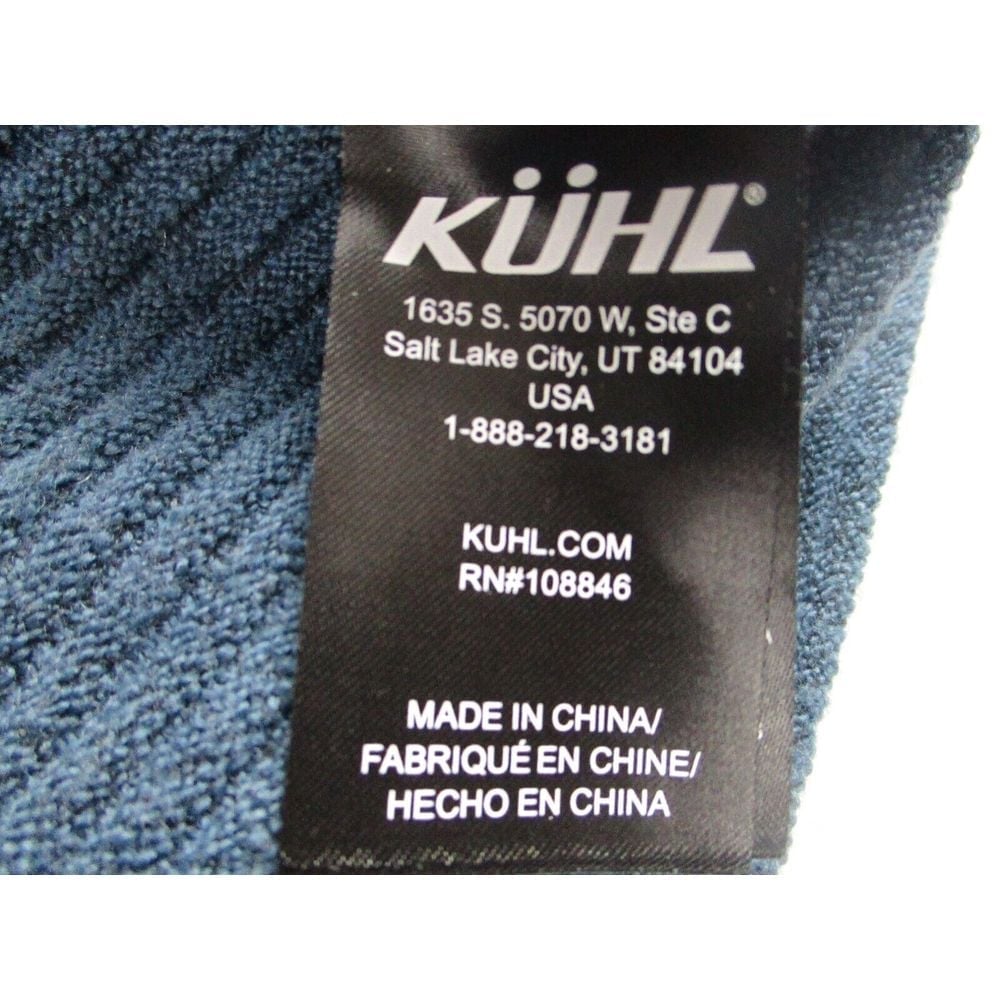 KÜHL®
1635 S. 5070 W, Ste C
Salt Lake City, UT 84104
USA
1-888-218-3181
KUHL.COM
RN#108846
MADE IN CHINA/
FABRIQUÉ EN CHINE/
HECHO EN CHINA